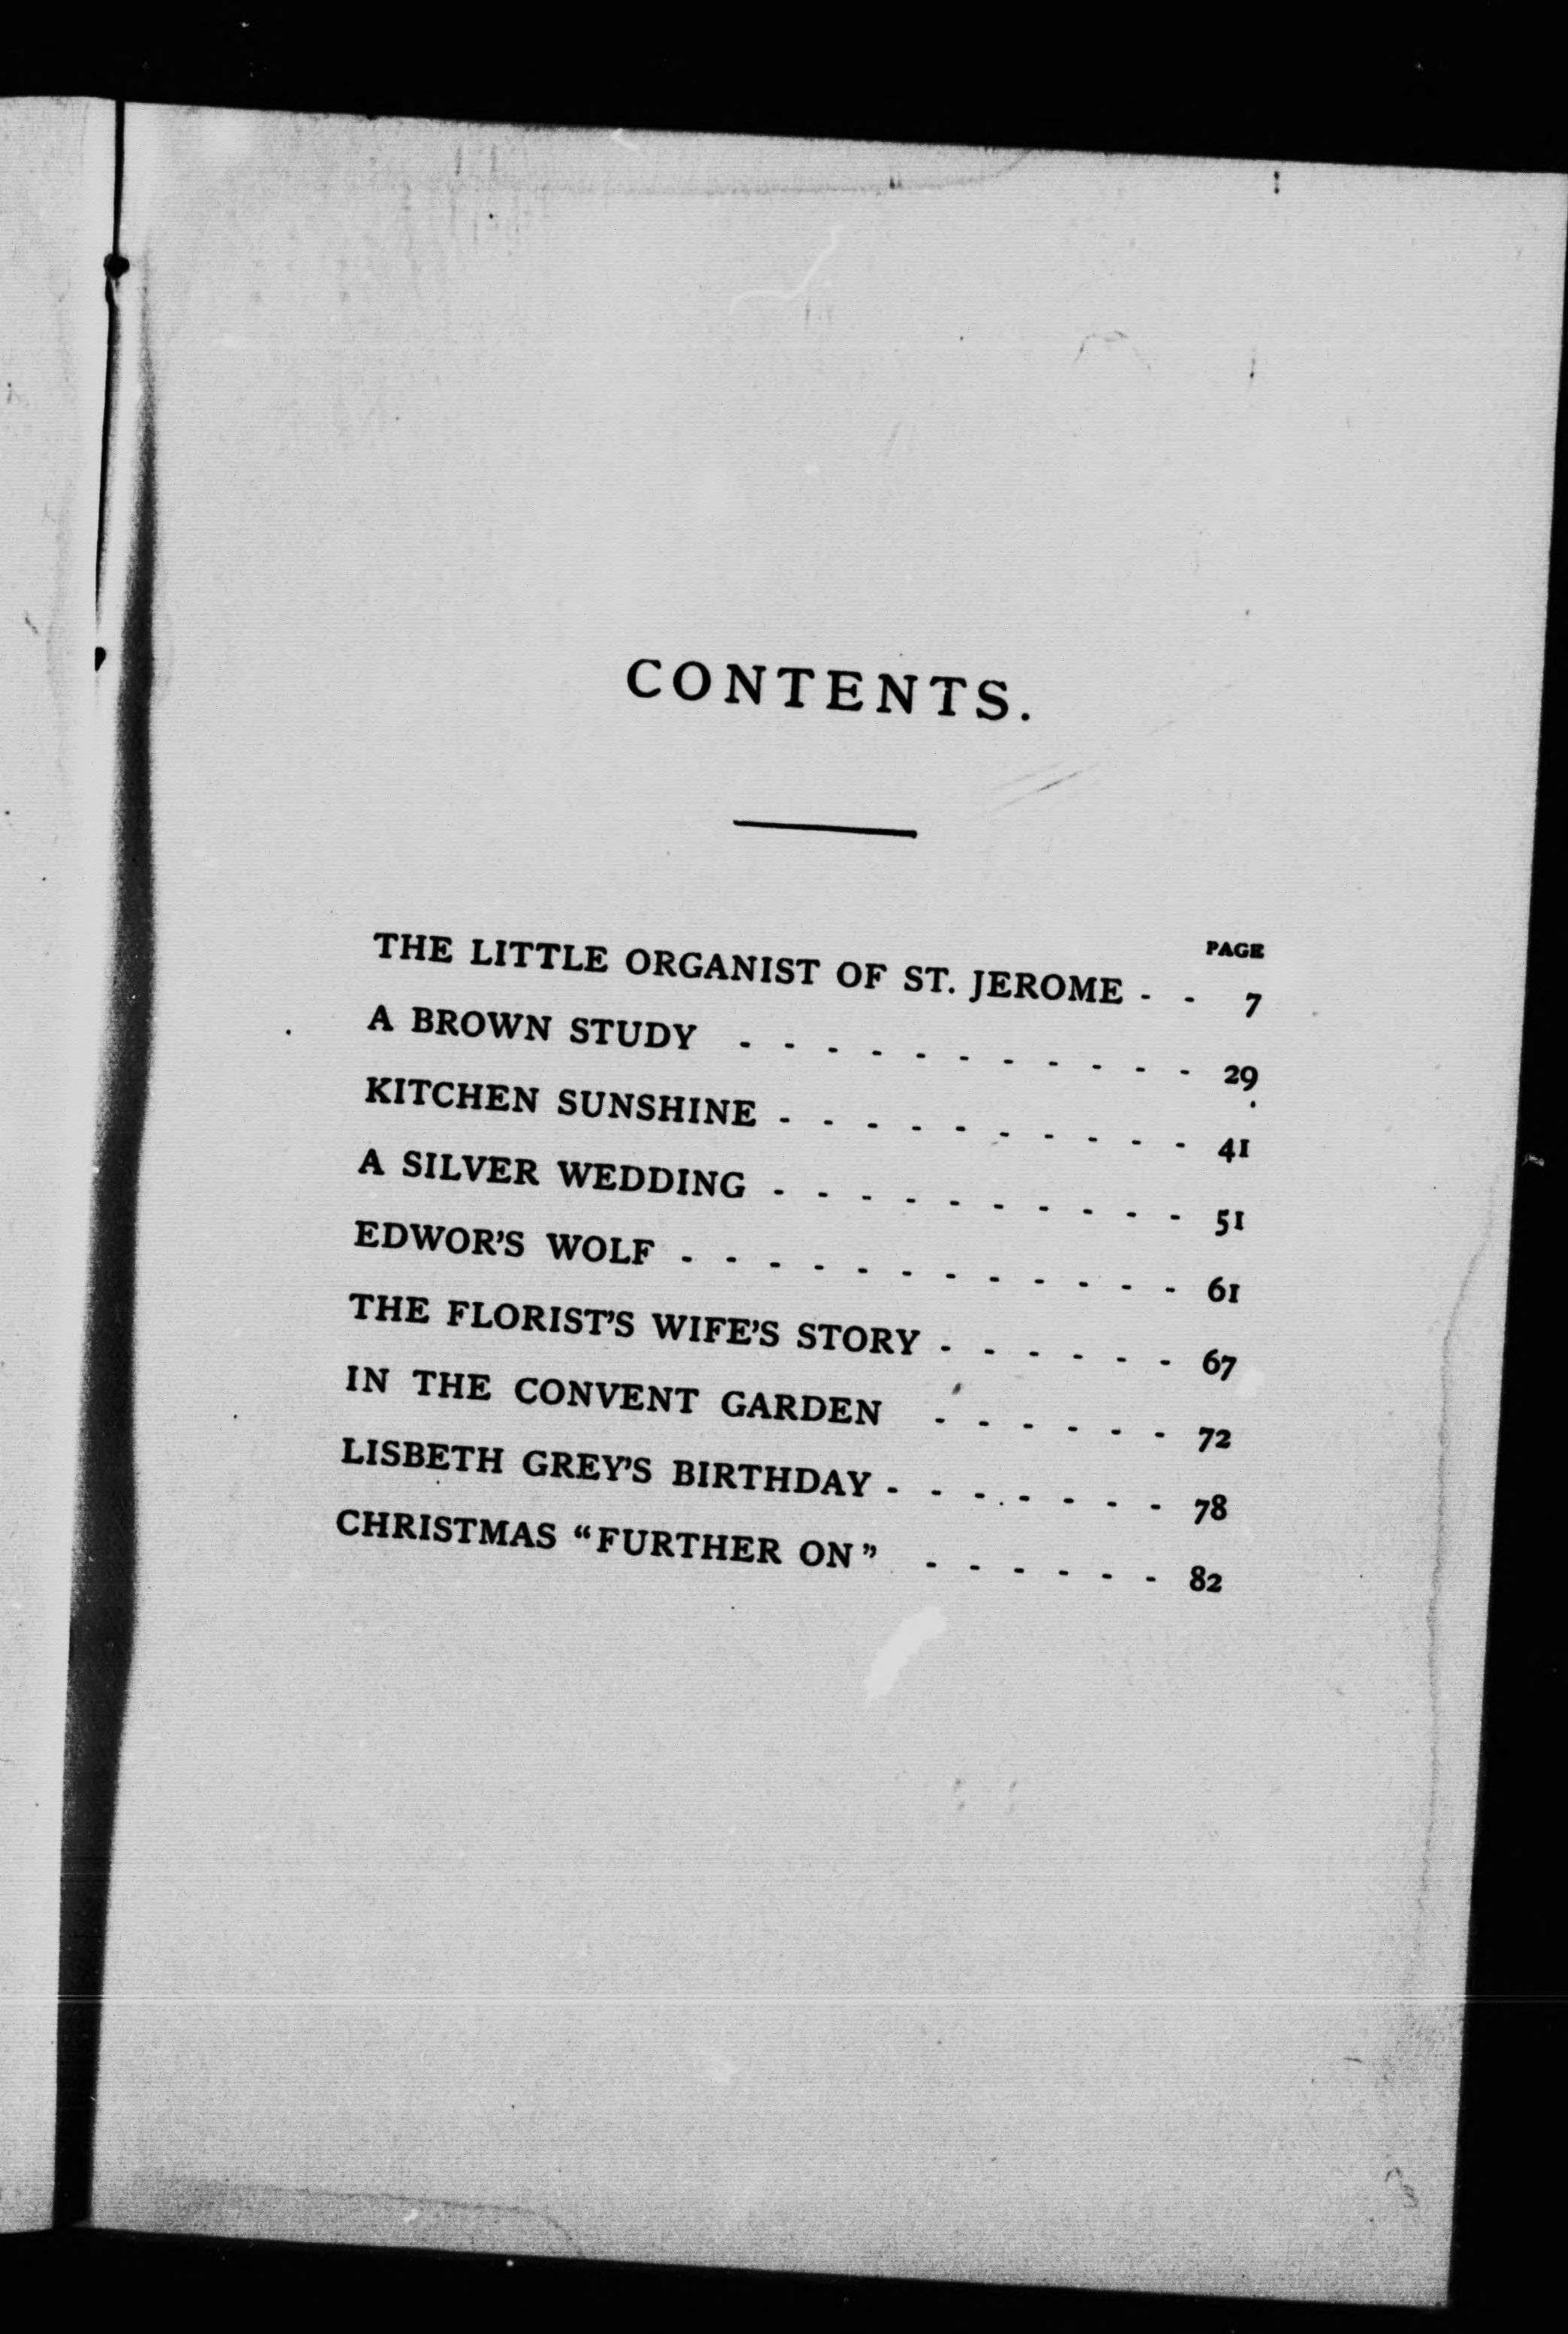 CONTENTS.
PAGE
THE LITTLE ORGANIST OF ST. JEROME - - 7
A BROWN STUDY - - - - - - - - - - - 29
KITCHEN SUNSHINE - - - - - - - - - - 41
A SILVER WEDDING - - - - - - - - - - 51
EDWOR'S WOLF - - - - - - - - - - - - 61
THE FLORIST'S WIFE'S STORY - - - - - - 67
IN THE CONVENT GARDEN - - - - - - 72
LISBETH GREY'S BIRTHDAY - - - - - - - 78
CHRISTMAS "FURTHER ON" - - - - - - 82